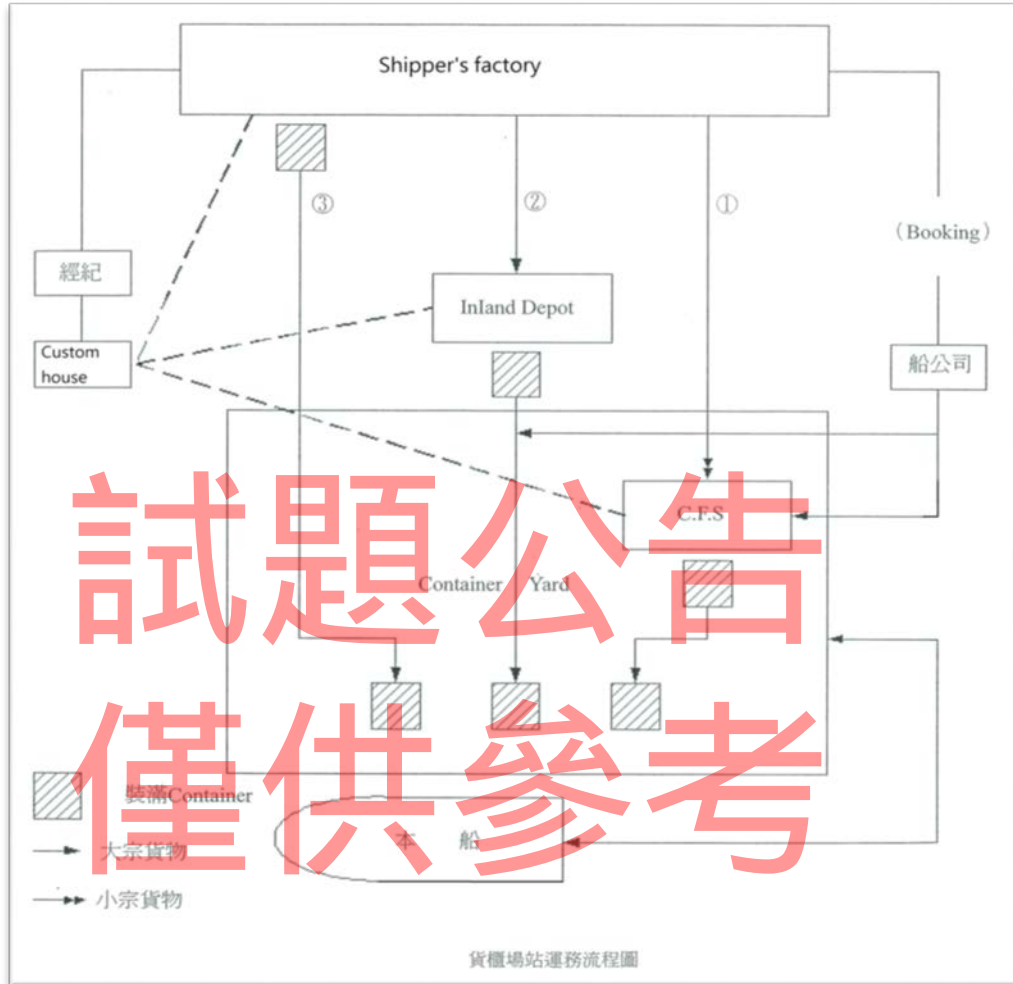 Shipper's factory
③
②
①
(Booking)
經紀
InIand Depot
Custom
house
船公司
C.F.S
Container Yard
試題公告
僅供參考
裝滿Container
本 船
大宗貨物
小宗貨物
貨櫃場站運務流程圖